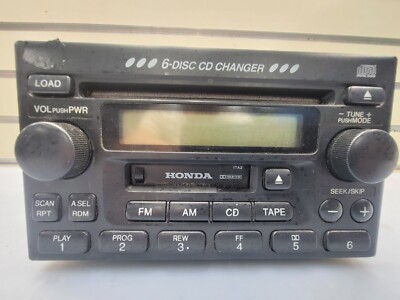 6-DISC CD CHANGER
LOAD
VOL PUSH PWR
- TUNE +
PUSH MODE
HONDA
SCAN
RPT
A.SEL
RDM
FM
AM
CD
TAPE
SEEK/SKIP
PLAY
1
PROG
2
REW
3
FF
4
5
6